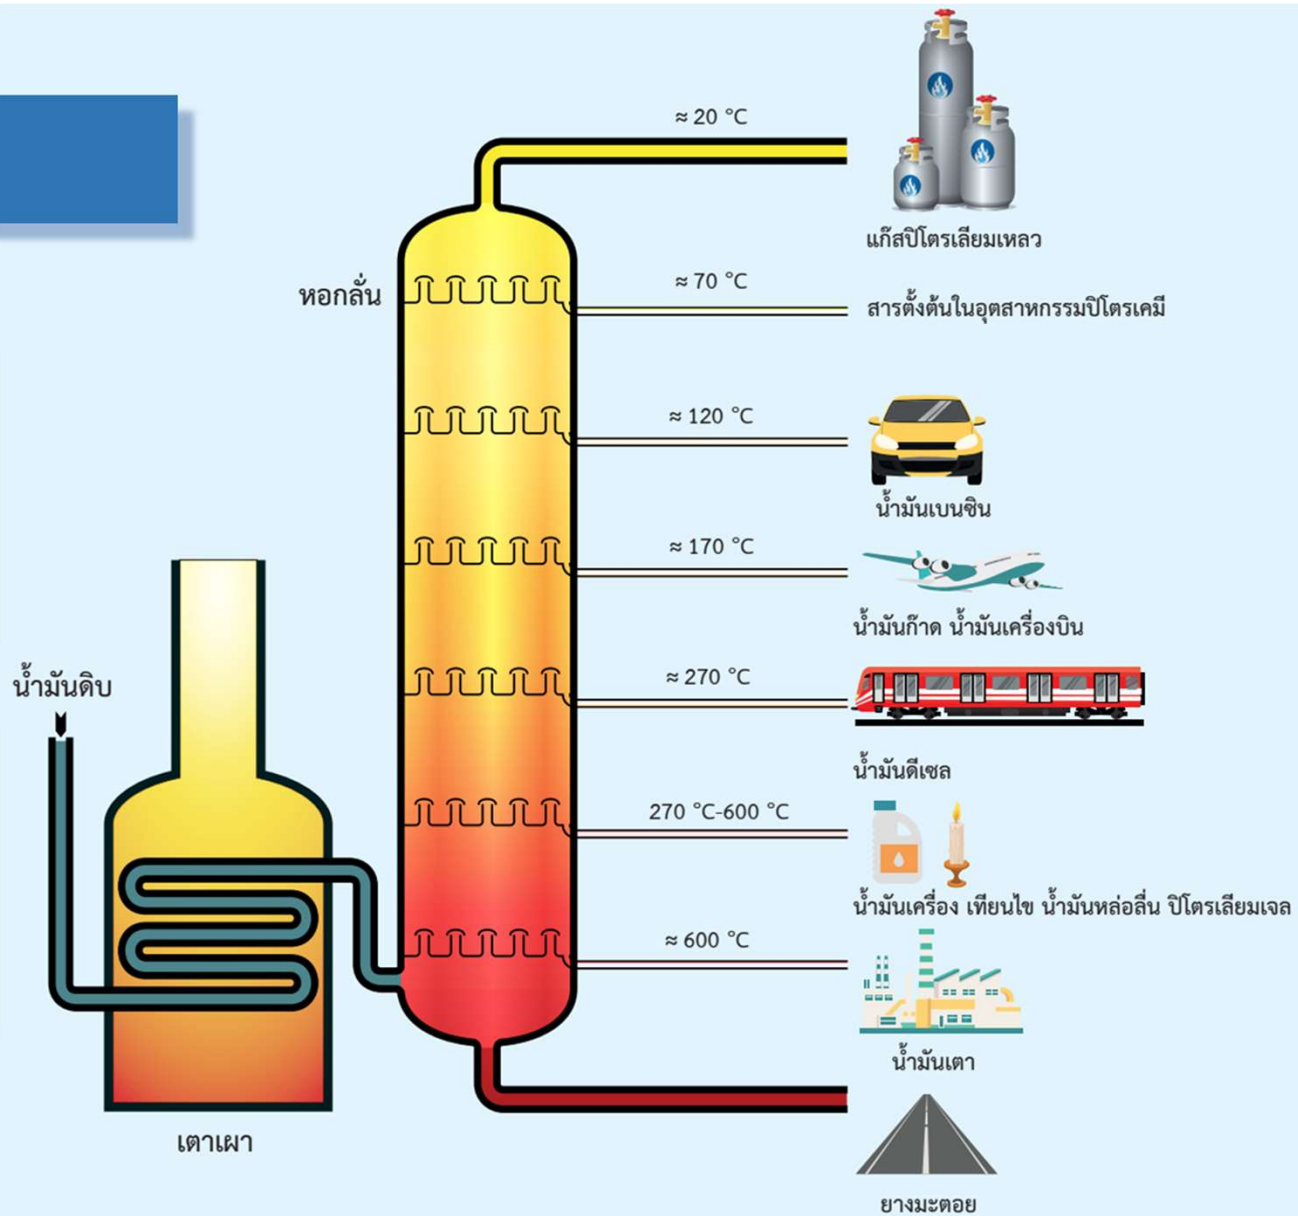 ≈ 20 °C
แก๊สปิโตรเลียมเหลว
หอกลั่น
≈ 70 °C
สารตั้งต้นในอุตสาหกรรมปิโตรเคมี
≈ 120 °C
น้ำมันเบนซิน
≈ 170 °C
น้ำมันก๊าด น้ำมันเครื่องบิน
น้ำมันดิบ
≈ 270 °C
น้ำมันดีเซล
270 °C-600 °C
น้ำมันเครื่อง เทียนไข น้ำมันหล่อลื่น ปิโตรเลียมเจล
≈ 600 °C
น้ำมันเตา
เตาเผา
ยางมะตอย